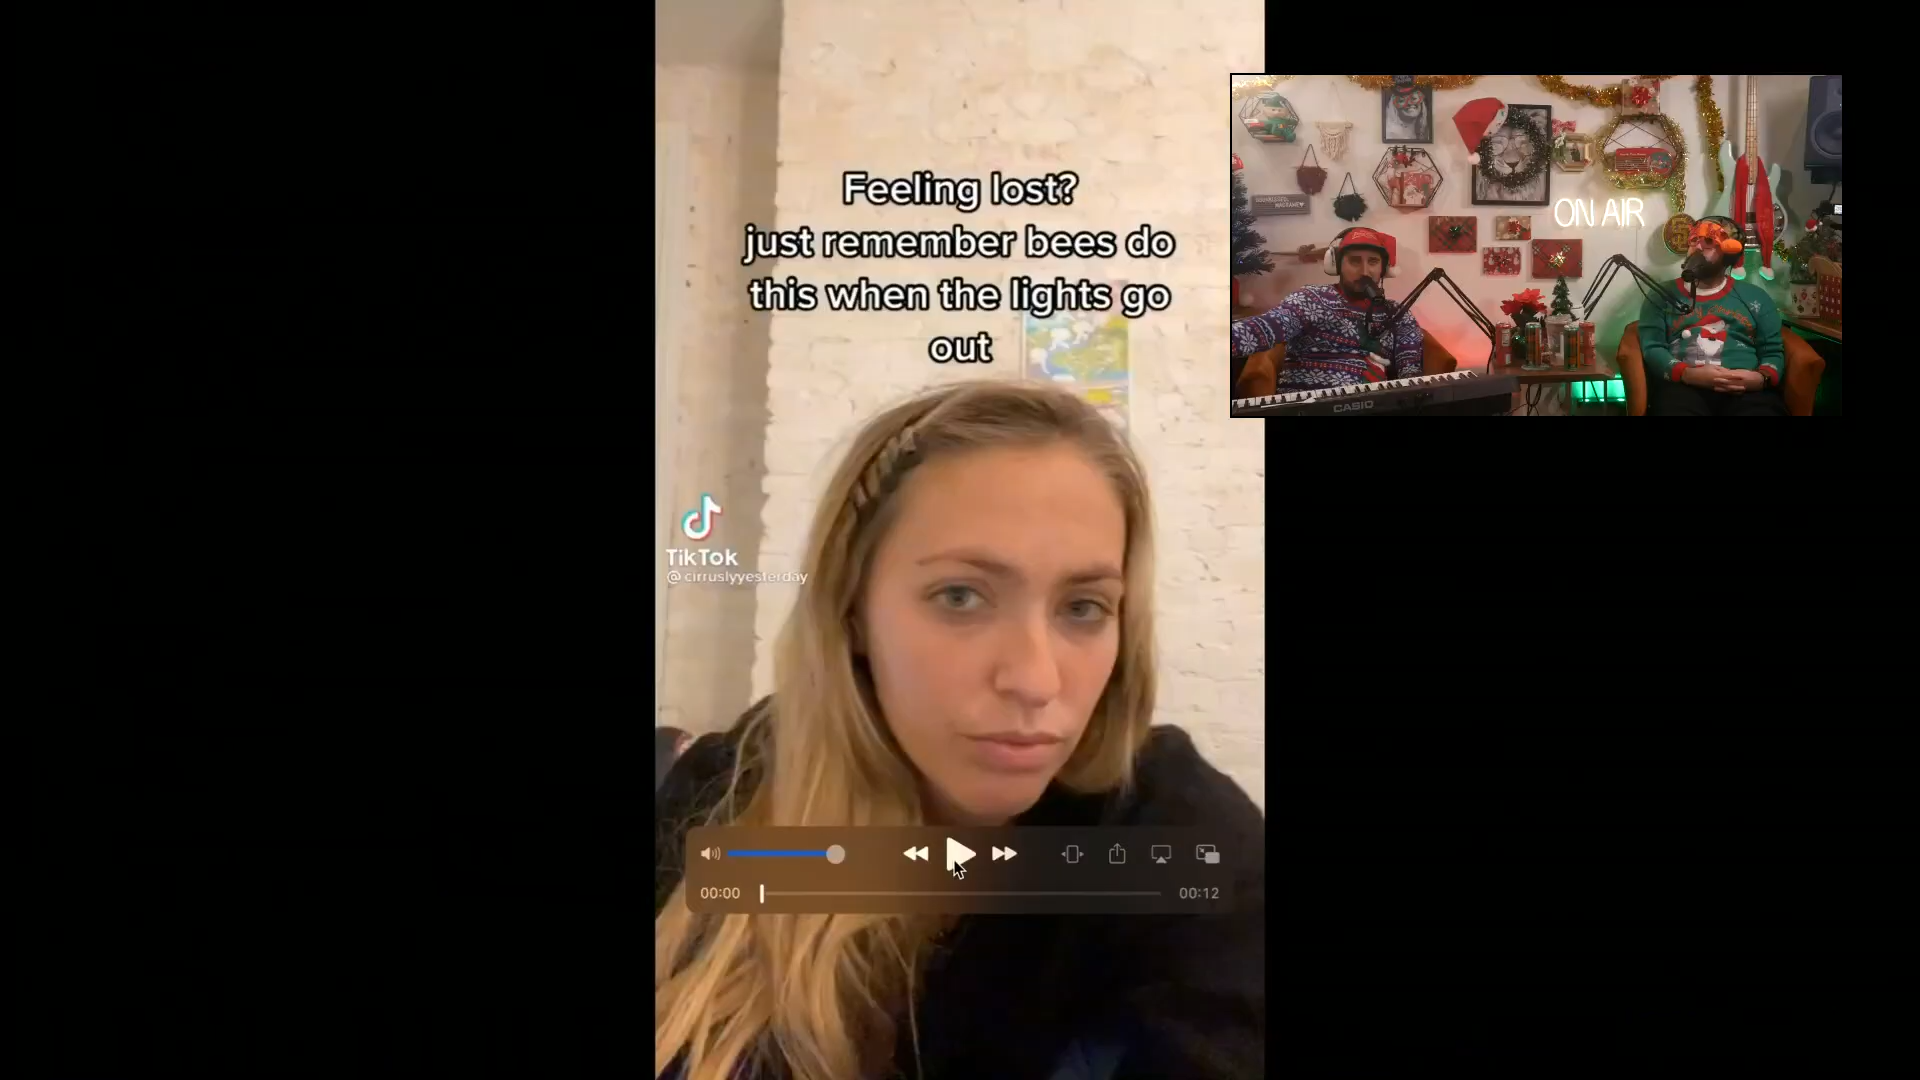 Feeling lost?
just remember bees do
this when the lights go
out
TikTok
@cirruslyyesterday
00:00
00:12
ON AIR
CASIO